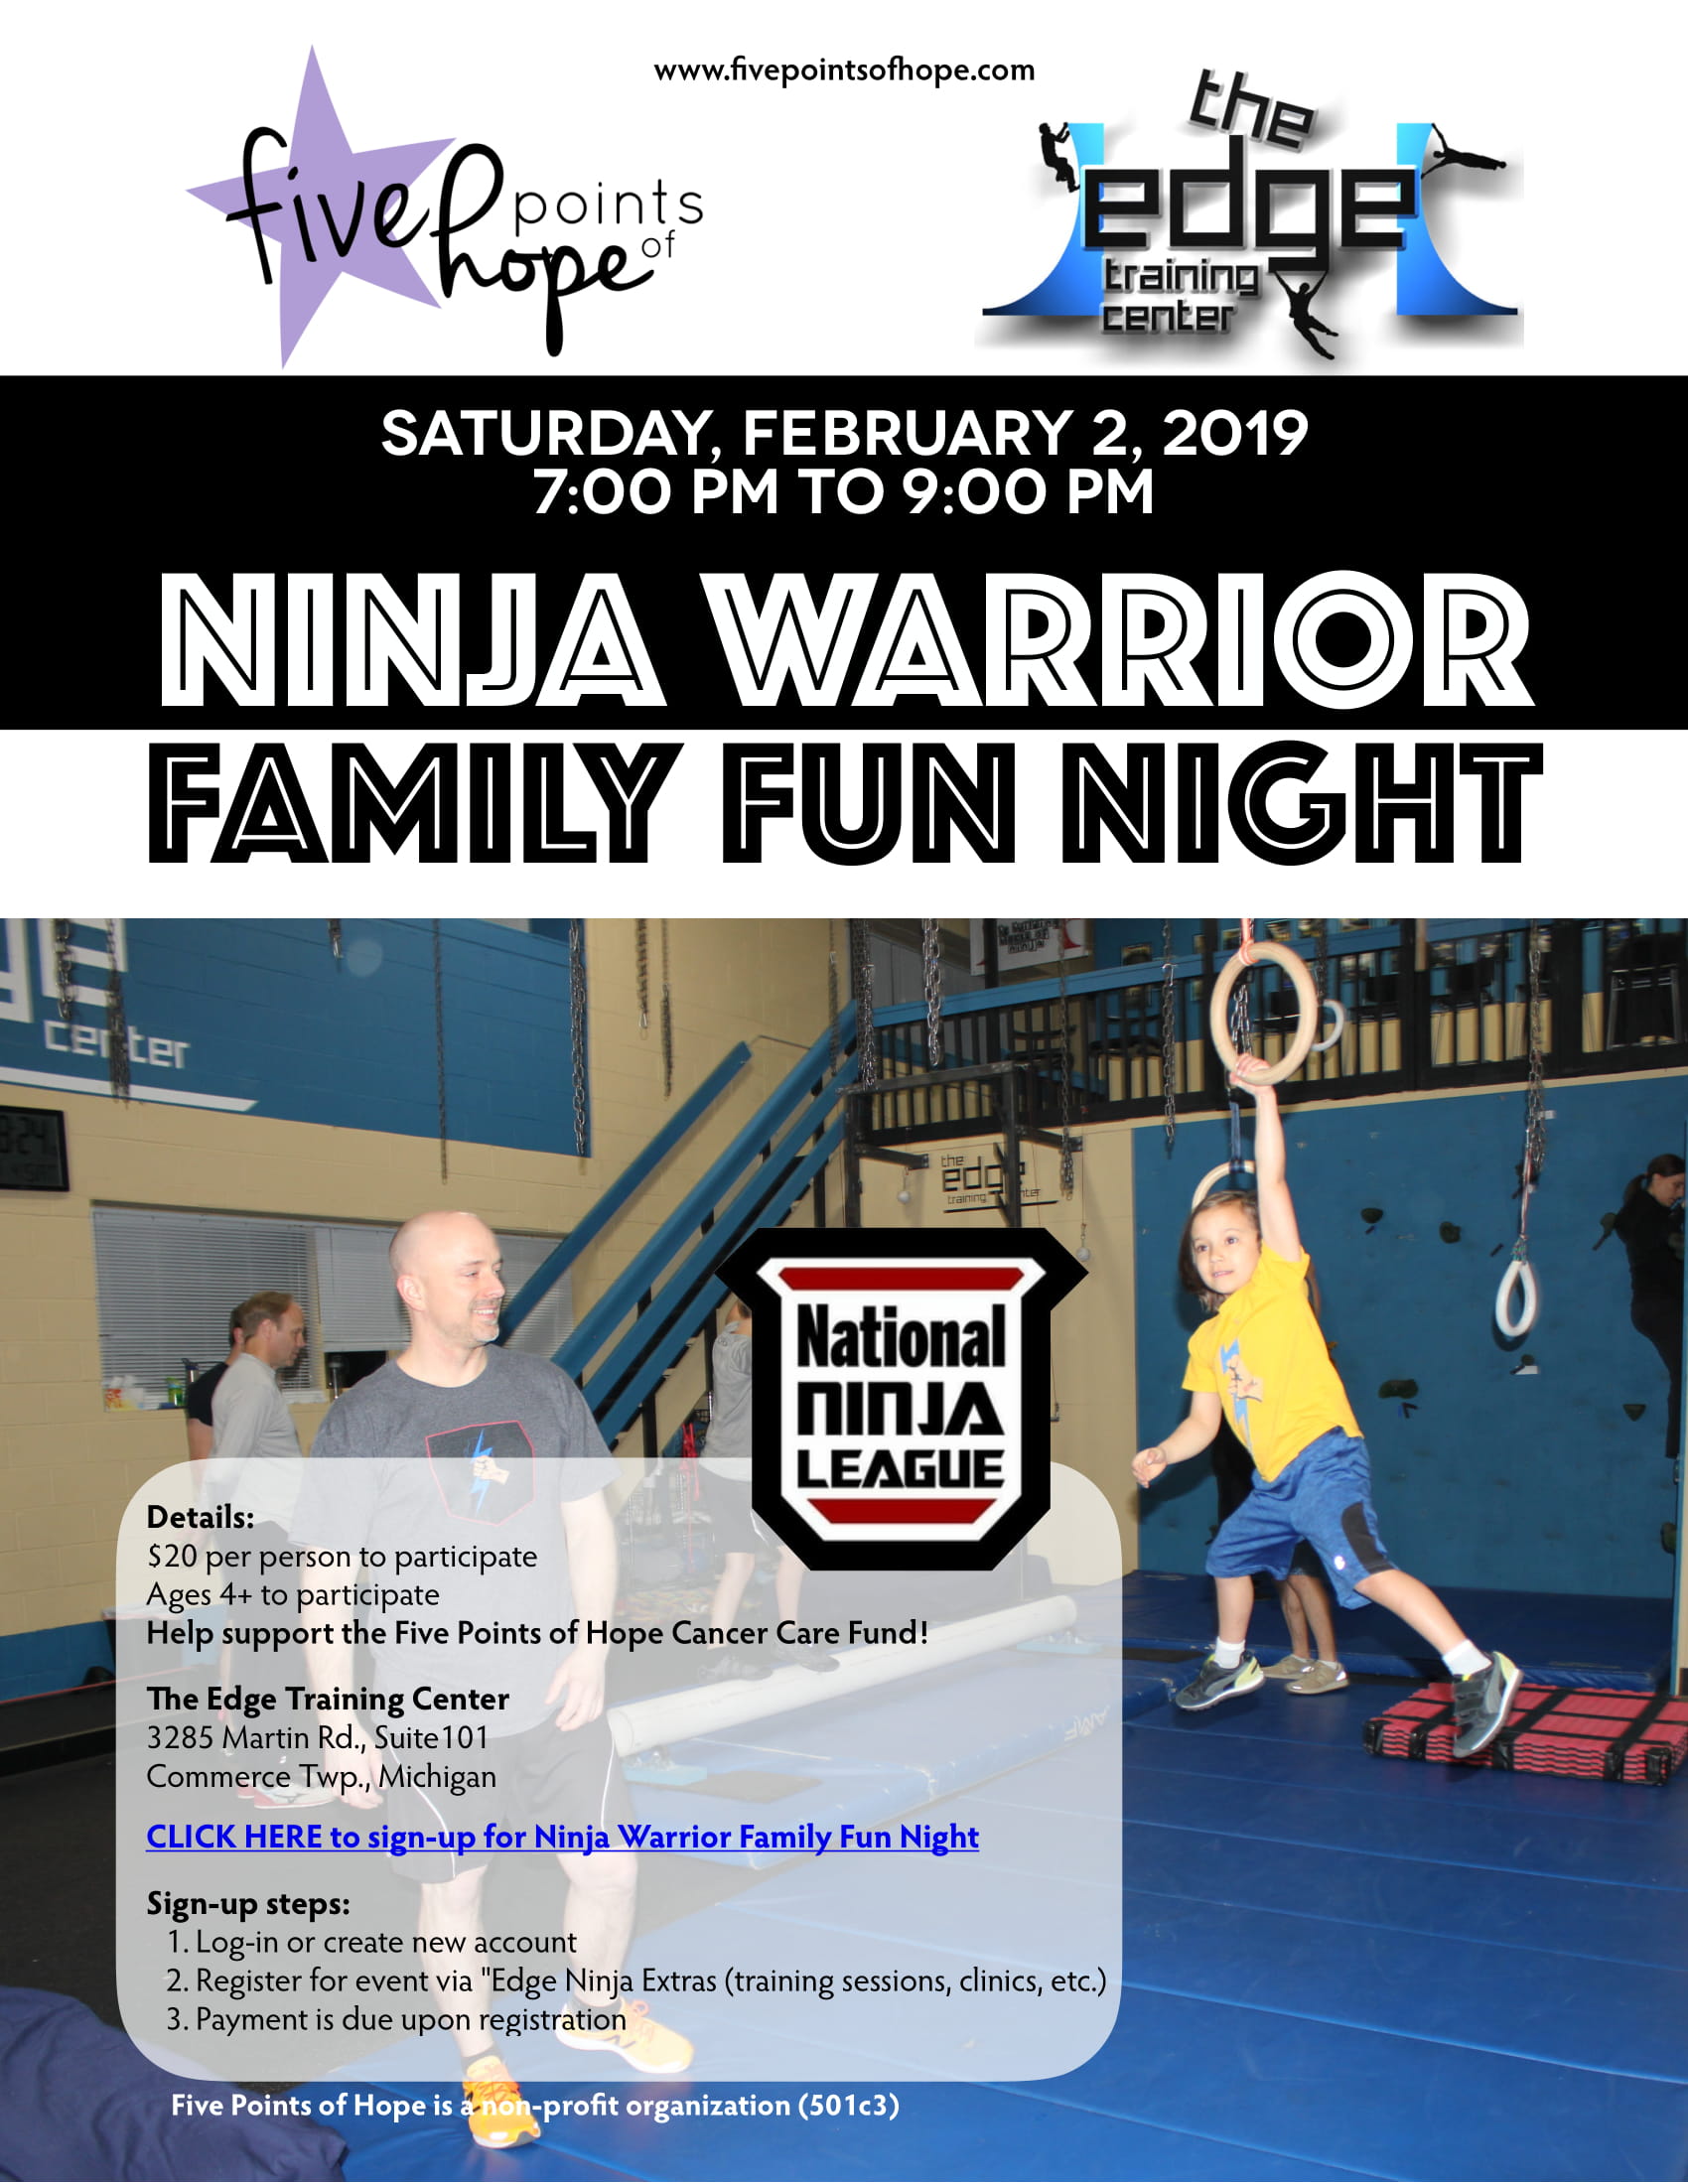 www.fivepointsofhope.com
five points of hope
the
edge
training
center
SATURDAY, FEBRUARY 2, 2019
7:00 PM TO 9:00 PM
NINJA WARRIOR
FAMILY FUN NIGHT
center
the
edge
training
National
NINJA
LEAGUE
Details:
$20 per person to participate
Ages 4+ to participate
Help support the Five Points of Hope Cancer Care Fund!
The Edge Training Center
3285 Martin Rd., Suite101
Commerce Twp., Michigan
CLICK HERE to sign-up for Ninja Warrior Family Fun Night
Sign-up steps:
1. Log-in or create new account
2. Register for event via "Edge Ninja Extras (training sessions, clinics, etc.)
3. Payment is due upon registration
AMF
Five Points of Hope is a non-profit organization (501c3)